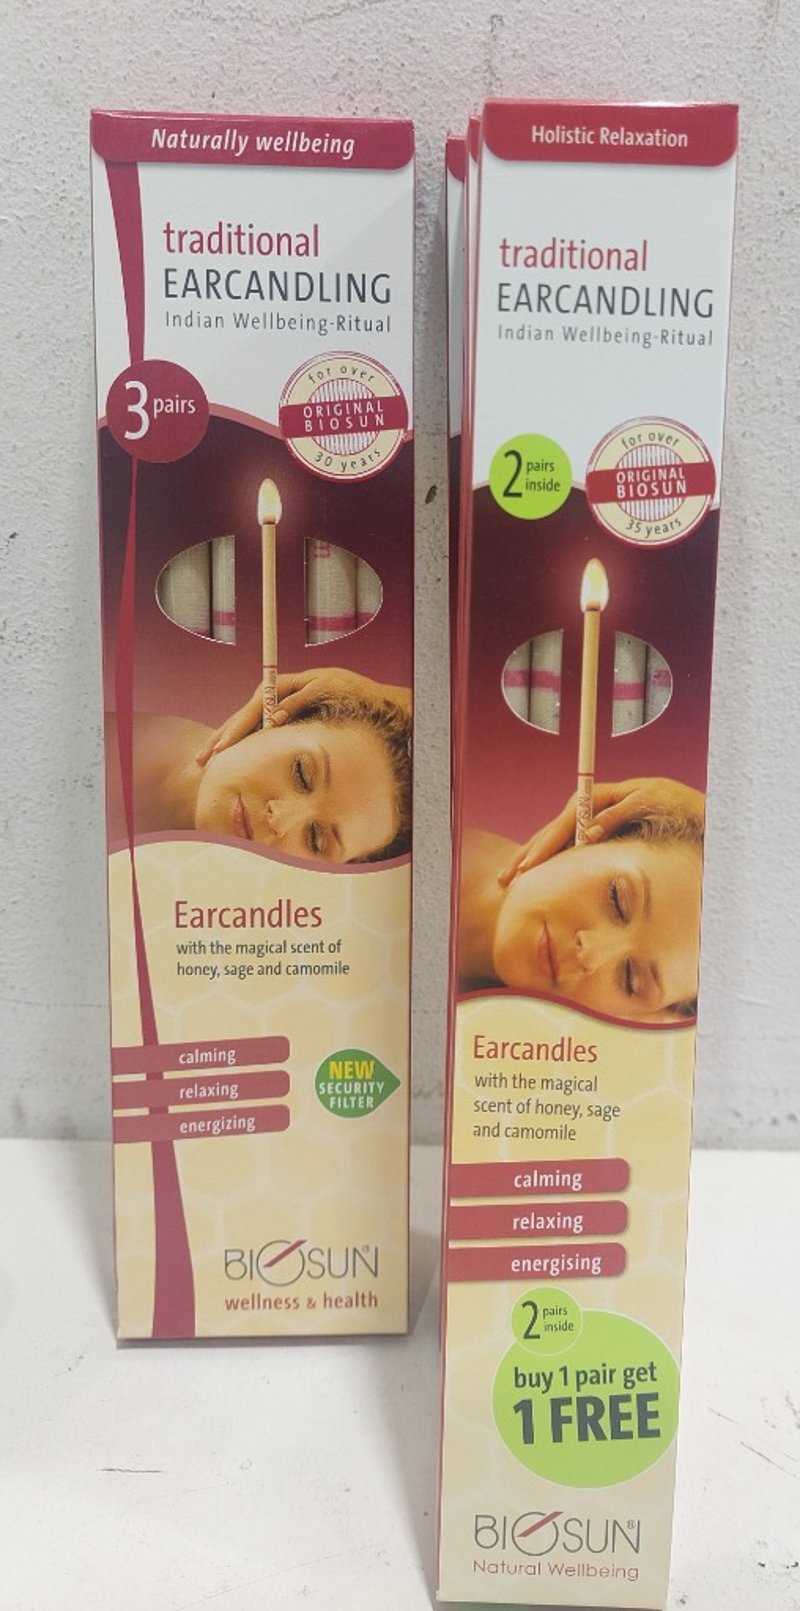 Naturally wellbeing
traditional
EARCANDLING
Indian Wellbeing-Ritual
3 pairs
for over
ORIGINAL
BIOSUN
30 years
Earcandles
with the magical scent of
honey, sage and camomile
calming
relaxing
energizing
NEW
SECURITY
FILTER
BIOSUN®
wellness & health
Holistic Relaxation
traditional
EARCANDLING
Indian Wellbeing-Ritual
2 pairs
inside
for over
ORIGINAL
BIOSUN
35 years
Earcandles
with the magical
scent of honey, sage
and camomile
calming
relaxing
energising
2 pairs
inside
buy 1 pair get
1 FREE
BIOSUN®
Natural Wellbeing